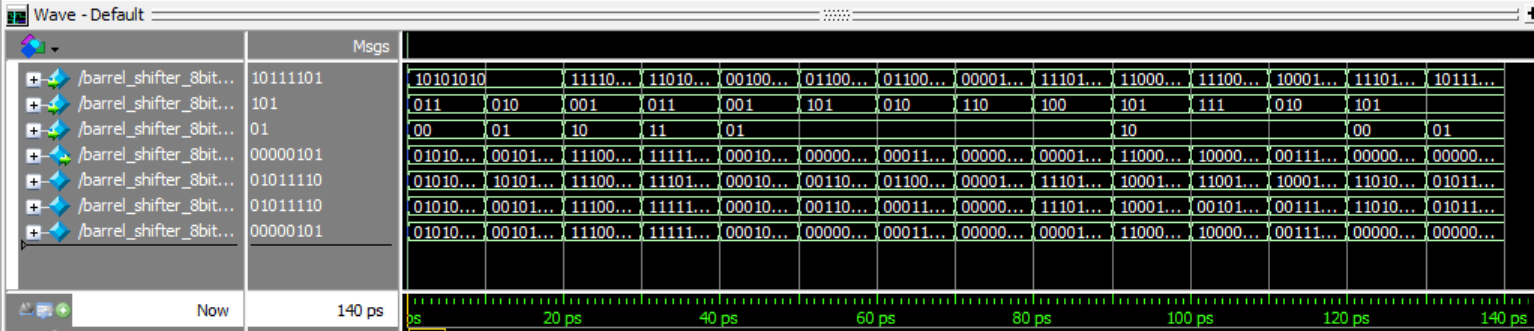 Wave - Default
Msgs
/barrel_shifter_8bit... 10111101 10101010 11110... 11010... 00100... 01100... 01100... 00001... 11101... 11000... 11100... 10001... 11101... 10111...
/barrel_shifter_8bit... 101 011 010 001 011 001 101 010 110 100 101 111 010 101
/barrel_shifter_8bit... 01 00 01 10 11 01 10 00 01
/barrel_shifter_8bit... 00000101 01010... 00101... 11100... 11111... 00010... 00000... 00011... 00000... 00001... 11000... 10000... 00111... 00000... 00000...
/barrel_shifter_8bit... 01011110 01010... 10101... 11100... 11101... 00010... 00110... 01100... 00001... 11101... 10001... 11001... 10001... 11010... 01011...
/barrel_shifter_8bit... 01011110 01010... 00101... 11100... 11111... 00010... 00110... 00011... 00000... 11101... 10001... 00101... 00111... 11010... 01011...
/barrel_shifter_8bit... 00000101 01010... 00101... 11100... 11111... 00010... 00000... 00011... 00000... 00001... 11000... 10000... 00111... 00000... 00000...
Now 140 ps ps 20 ps 40 ps 60 ps 80 ps 100 ps 120 ps 140 ps